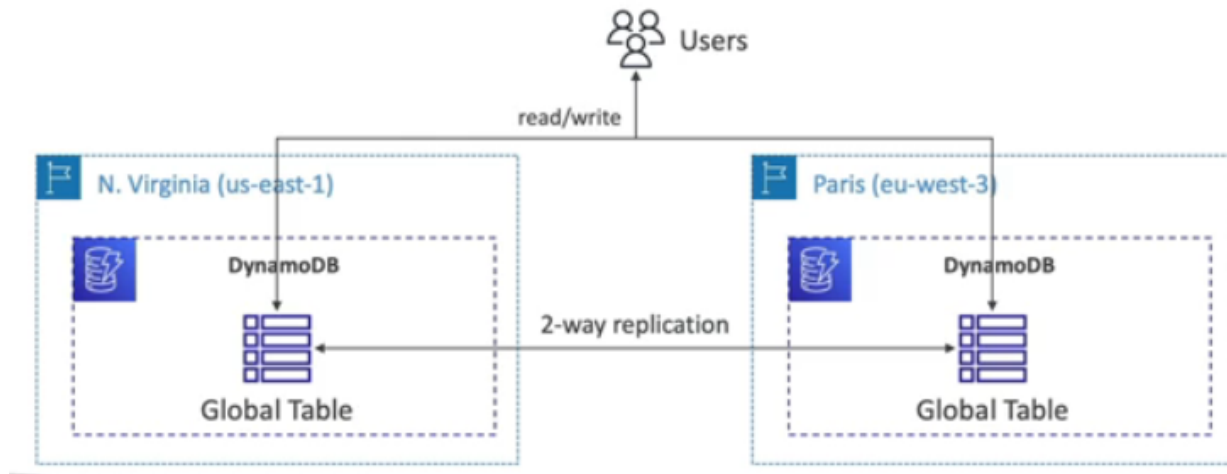 Users
read/write
N. Virginia (us-east-1)
Paris (eu-west-3)
DynamoDB
DynamoDB
2-way replication
Global Table
Global Table